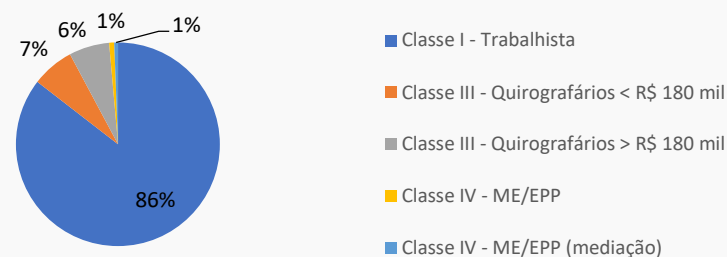 1%
1%
6%
7%
86%
Classe I - Trabalhista
Classe III - Quirografários < R$ 180 mil
Classe III - Quirografários > R$ 180 mil
Classe IV - ME/EPP
Classe IV - ME/EPP (mediação)